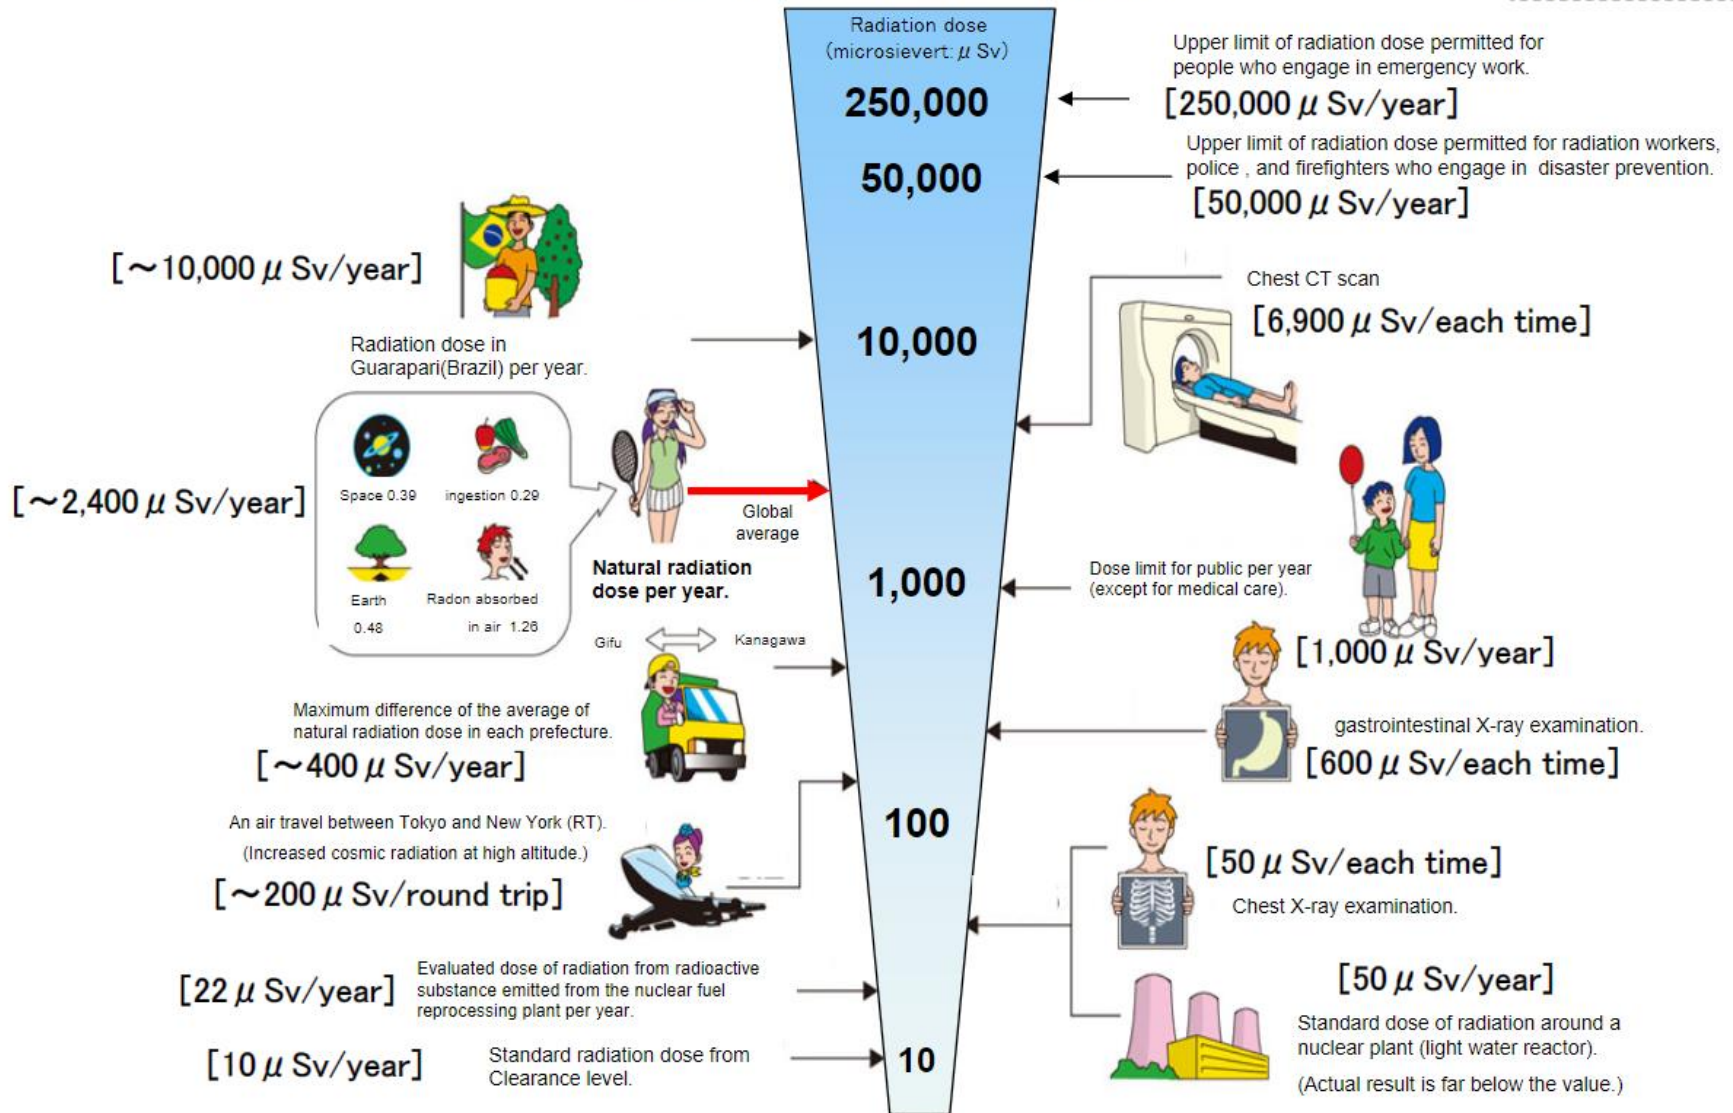 Radiation dose
(microsievert: μ Sv)
250,000
50,000
10,000
1,000
100
10
[~10,000 μ Sv/year]
Radiation dose in
Guarapari(Brazil) per year.
[~2,400 μ Sv/year]
Space 0.39
ingestion 0.29
Earth
0.48
Radon absorbed
in air 1.26
Global
average
Natural radiation
dose per year.
Gifu
Kanagawa
Maximum difference of the average of
natural radiation dose in each prefecture.
[~400 μ Sv/year]
An air travel between Tokyo and New York (RT).
(Increased cosmic radiation at high altitude.)
[~200 μ Sv/round trip]
[22 μ Sv/year]
Evaluated dose of radiation from radioactive
substance emitted from the nuclear fuel
reprocessing plant per year.
[10 μ Sv/year]
Standard radiation dose from
Clearance level.
Upper limit of radiation dose permitted for
people who engage in emergency work.
[250,000 μ Sv/year]
Upper limit of radiation dose permitted for radiation workers,
police , and firefighters who engage in disaster prevention.
[50,000 μ Sv/year]
Chest CT scan
[6,900 μ Sv/each time]
Dose limit for public per year
(except for medical care).
[1,000 μ Sv/year]
gastrointestinal X-ray examination.
[600 μ Sv/each time]
[50 μ Sv/each time]
Chest X-ray examination.
[50 μ Sv/year]
Standard dose of radiation around a
nuclear plant (light water reactor).
(Actual result is far below the value.)